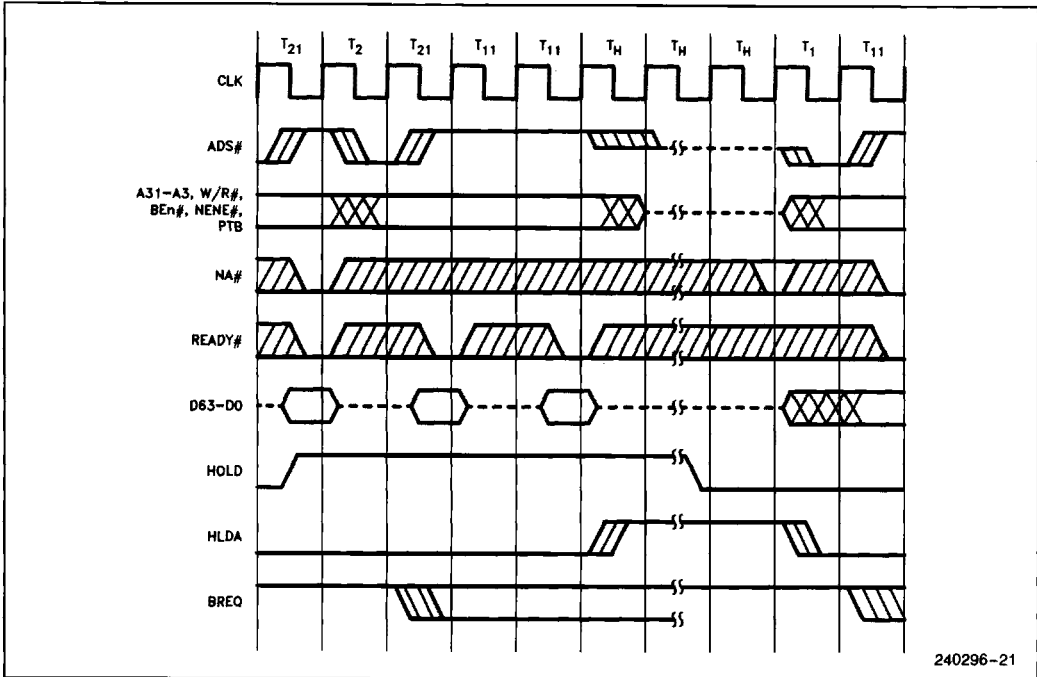 T21 T2 T21 T11 T11 TH TH TH T1 T11
CLK
ADS#
A31-A3, W/R#,
BEn#, NENE#,
PTB
NA#
READY#
D63-D0
HOLD
HLDA
BREQ
240296-21